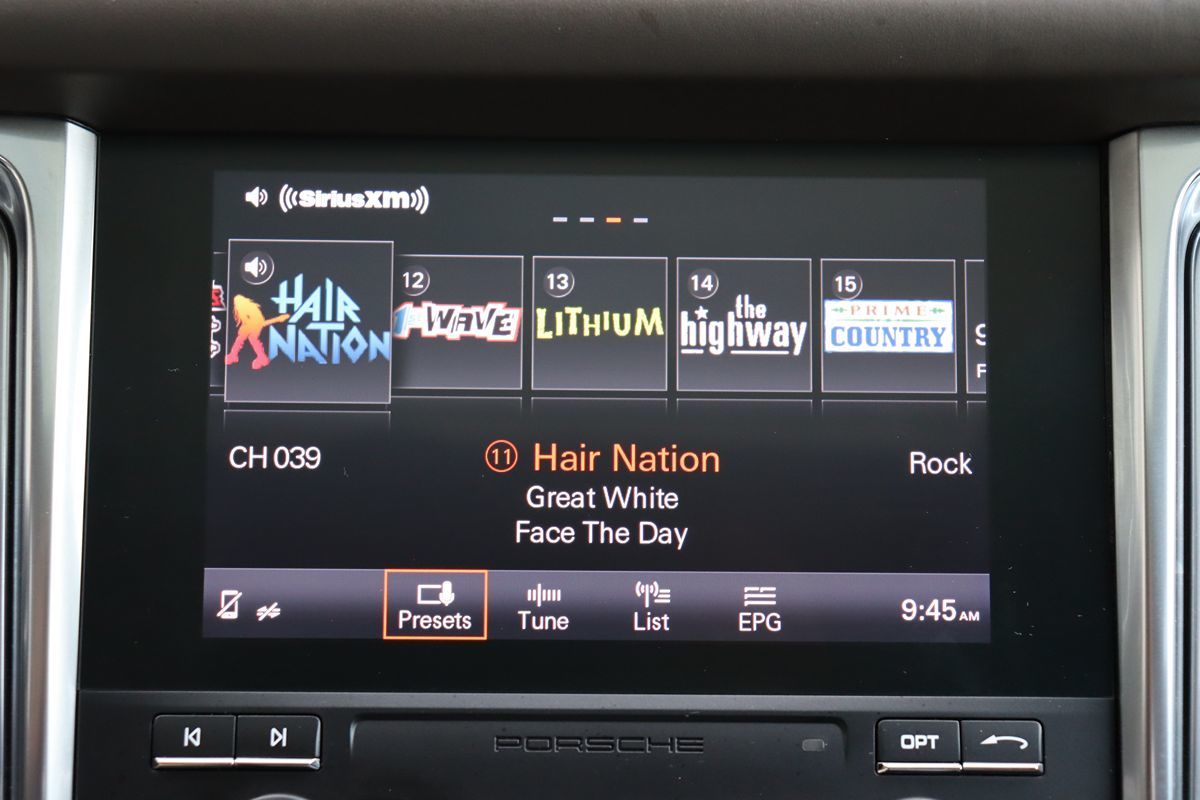 SiriusXM
HAIR NATION
12
1st WAVE
13
LITHIUM
14
the highway
15
PRIME COUNTRY
CH 039
11 Hair Nation
Rock
Great White
Face The Day
Presets
Tune
List
EPG
9:45 AM
PORSCHE
OPT